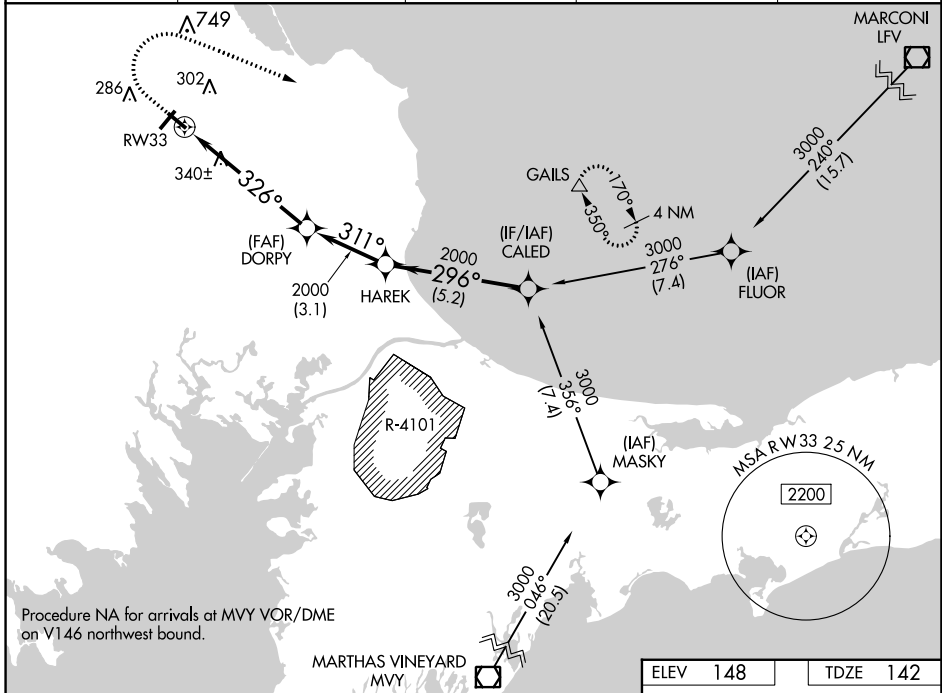 749
MARCONI
LFV
302
286
RW33
340±
326°
(FAF)
DORPY
311°
2000
(3.1)
HAREK
2000
296°
(5.2)
(IF/IAF)
CALED
GAILS
170°
350°
4 NM
3000
240°
(15.7)
3000
276°
(7.4)
(IAF)
FLUOR
3000
356°
(7.4)
R-4101
(IAF)
MASKY
MSA RW33 25 NM
2200
3000
046°
(20.5)
Procedure NA for arrivals at MVY VOR/DME
on V146 northwest bound.
MARTHAS VINEYARD
MVY
ELEV 148
TDZE 142